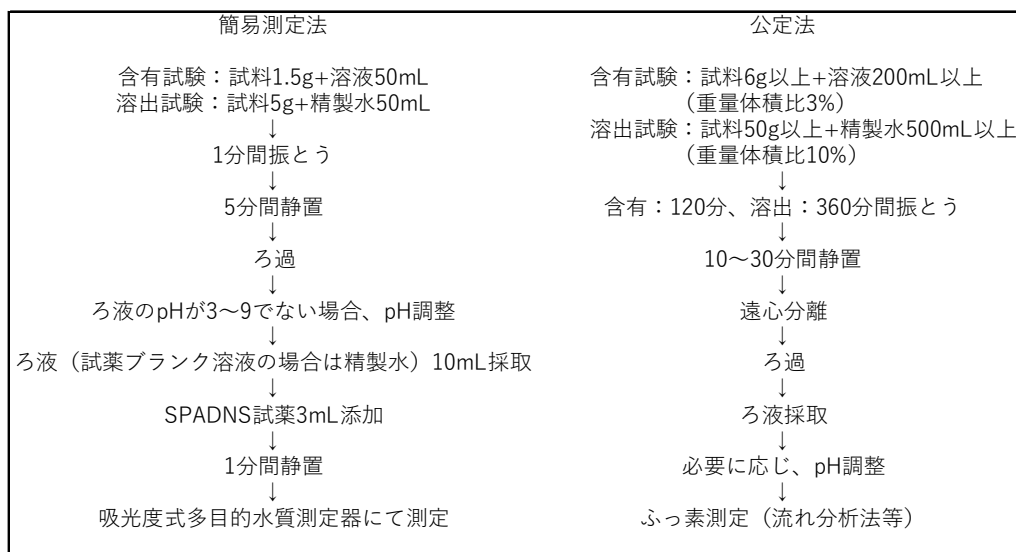 簡易測定法
含有試験：試料1.5g+溶液50mL
溶出試験：試料5g+精製水50mL
↓
1分間振とう
↓
5分間静置
↓
ろ過
↓
ろ液のpHが3～9でない場合、pH調整
↓
ろ液（試薬ブランク溶液の場合は精製水）10mL採取
↓
SPADNS試薬3mL添加
↓
1分間静置
↓
吸光度式多目的水質測定器にて測定
公定法
含有試験：試料6g以上+溶液200mL以上
（重量体積比3%）
溶出試験：試料50g以上+精製水500mL以上
（重量体積比10%）
↓
含有：120分、溶出：360分間振とう
↓
10～30分間静置
↓
遠心分離
↓
ろ過
↓
ろ液採取
↓
必要に応じ、pH調整
↓
ふっ素測定（流れ分析法等）